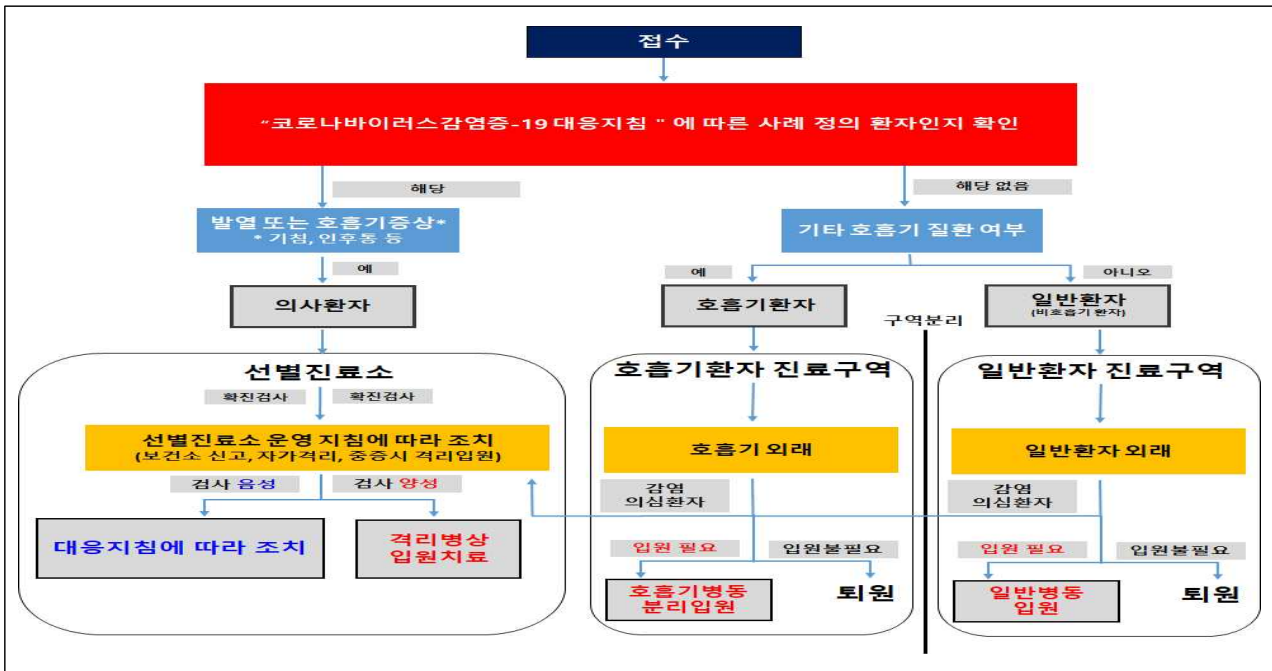 접수
“코로나바이러스감염증-19 대응지침 " 에 따른 사례 정의 환자인지 확인
해당
해당 없음
발열 또는 호흡기증상*
* 기침, 인후통 등
기타 호흡기 질환 여부
예
예
아니오
의사환자
호흡기환자
구역분리
일반환자
(비호흡기 환자)
선별진료소
호흡기환자 진료구역
일반환자 진료구역
확진검사
확진검사
선별진료소 운영 지침에 따라 조치
(보건소 신고, 자가격리, 중증시 격리입원)
호흡기 외래
일반환자 외래
검사 음성
검사 양성
감염
의심환자
감염
의심환자
대응지침에 따라 조치
격리병상
입원치료
입원 필요
입원불필요
입원 필요
입원불필요
호흡기병동
분리입원
퇴원
일반병동
입원
퇴원